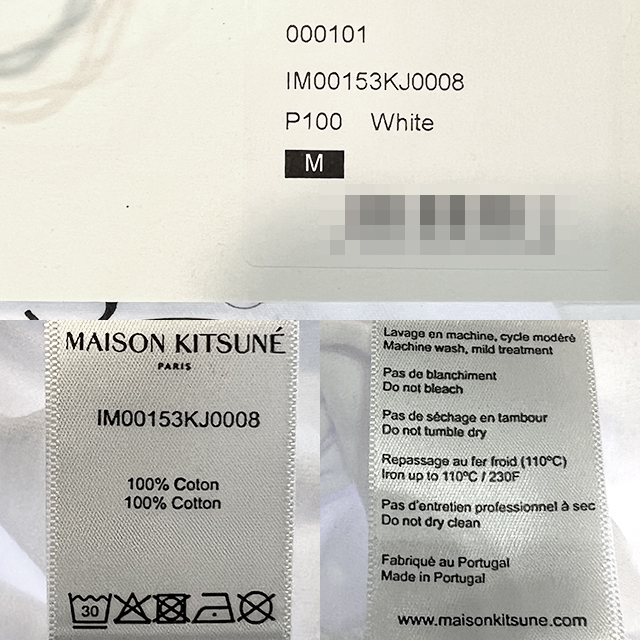 000101
IM00153KJ0008
P100 White
M
MAISON KITSUNÉ
PARIS
IM00153KJ0008
100% Coton
100% Cotton
30
Lavage en machine, cycle modéré
Machine wash, mild treatment
Pas de blanchiment
Do not bleach
Pas de séchage en tambour
Do not tumble dry
Repassage au fer froid (110ºC)
Iron up to 110ºC / 230F
Pas d'entretien professionnel à sec
Do not dry clean
Fabriqué au Portugal
Made in Portugal
www.maisonkitsune.com